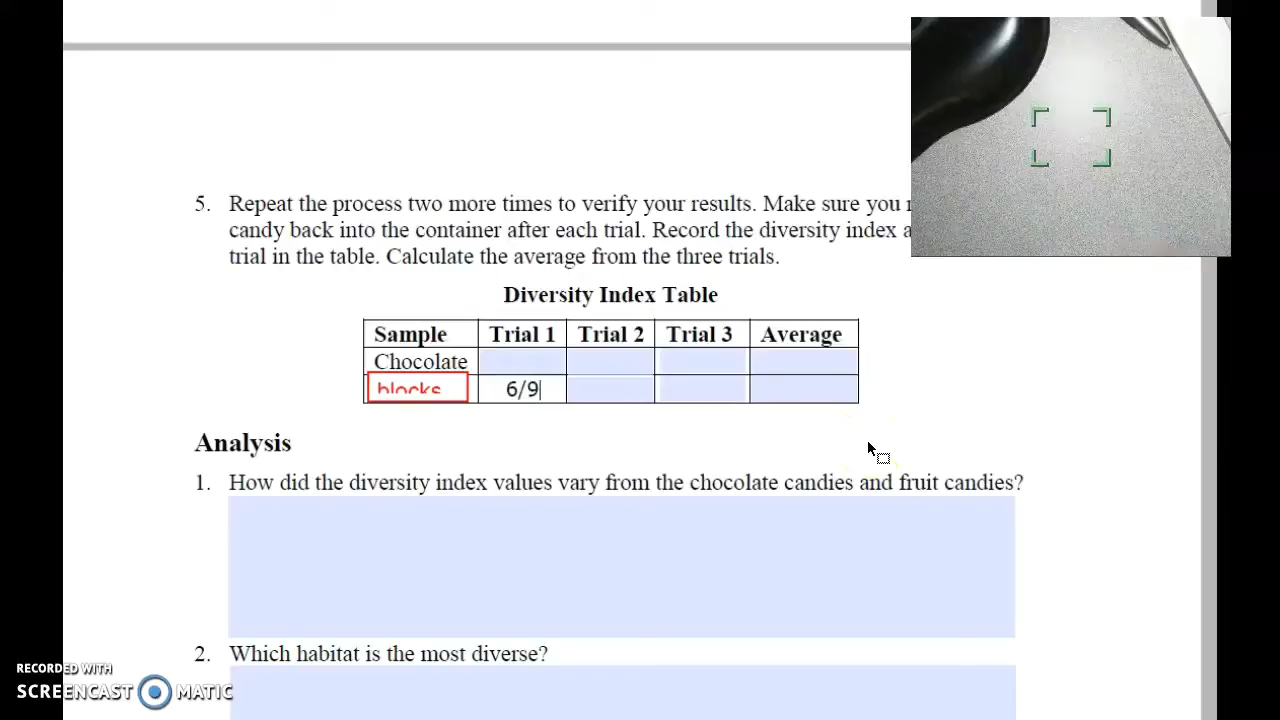 5. Repeat the process two more times to verify your results. Make sure you
candy back into the container after each trial. Record the diversity index
trial in the table. Calculate the average from the three trials.
Diversity Index Table
Sample Trial 1 Trial 2 Trial 3 Average
Chocolate
blocks 6/9
Analysis
1. How did the diversity index values vary from the chocolate candies and fruit candies?
2. Which habitat is the most diverse?
RECORDED WITH
SCREENCAST MATIC